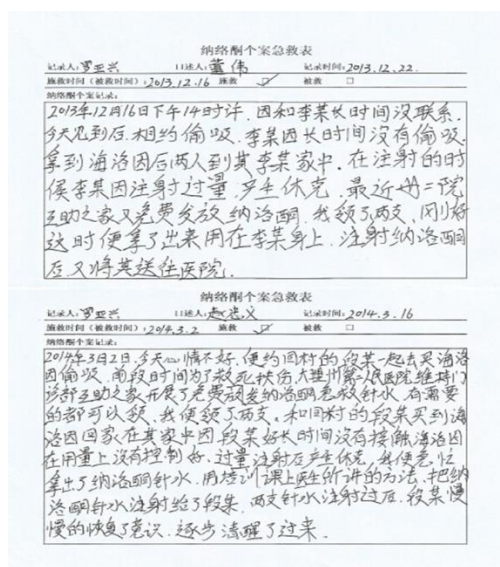 纳络酮个案急救表
记录人:罗亚兴 口述人:董伟 记录时间:2013.12.22.
施救时间(被救时间):2013.12.16 施救 ☑ 被救 □
纳络酮个案记录:
2013年12月16日下午14时许.因和李某长时间没联系.
今天见到后.相约偷吸.李某因长时间没有偷吸.
拿到海洛因后两人到其李某家中.在注射的时
候李某因注射过量.产生休克.最近州二院
互助之家又免费发放纳洛酮.我领了两支.刚好
这时便拿了出来用在李某身上.注射纳洛酮
后又将其送往医院.
纳络酮个案急救表
记录人:罗亚兴 口述人: 记录时间:2014.3.16
施救时间(被救时间):2014.3.2 施救 ☑ 被救 □
纳络酮个案记录:
2014年3月2日.今天心情不好.便约同村的段某一起去买海洛
因偷吸.前段时间为了救死扶伤.大理州第二人民医院维持门
诊部互助之家开展了免费发放纳洛酮急救针水.有需要
的都可以领.我便领了两支.和同村的段某买到海
洛因回家在其家中因段某好长时间没有接触海洛因
在用量上没有控制好.过量注射后产生休克.我便急忙
拿出了纳洛酮针水.用培训课上医生所讲的方法.把纳
洛酮针水注射给了段某.两支针水注射过后.段某慢
慢的恢复了意识.逐步清醒了过来.